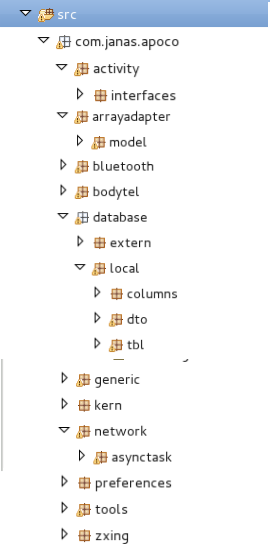 src
com.janas.apoco
activity
interfaces
arrayadapter
model
bluetooth
bodytel
database
extern
local
columns
dto
tbl
generic
kern
network
asynctask
preferences
tools
zxing